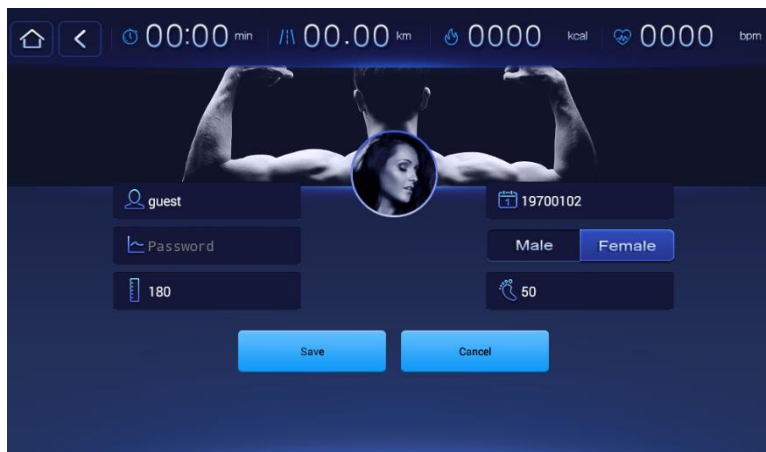 00:00 min 00.00 km 0000 kcal 0000 bpm
guest 19700102
1
Password Male Female
180 50
Save Cancel